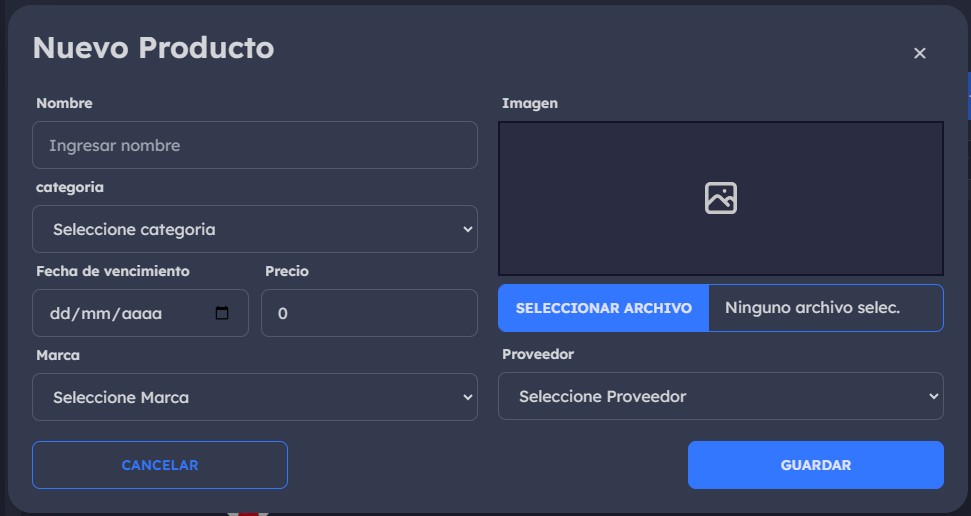 Nuevo Producto
Nombre
Ingresar nombre
categoria
Seleccione categoria
Fecha de vencimiento
Precio
dd/mm/aaaa
0
Marca
Seleccione Marca
Imagen
SELECCIONAR ARCHIVO
Ninguno archivo selec.
Proveedor
Seleccione Proveedor
CANCELAR
GUARDAR